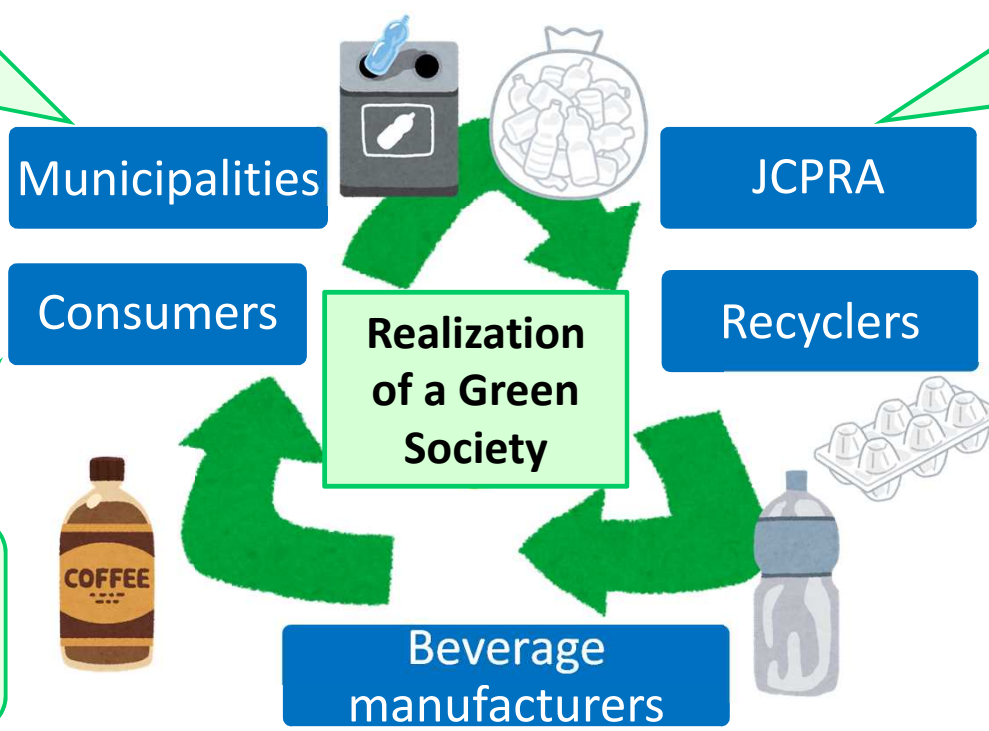 Municipalities
JCPRA
Consumers
Recyclers
Realization
of a Green
Society
COFFEE
Beverage
manufacturers